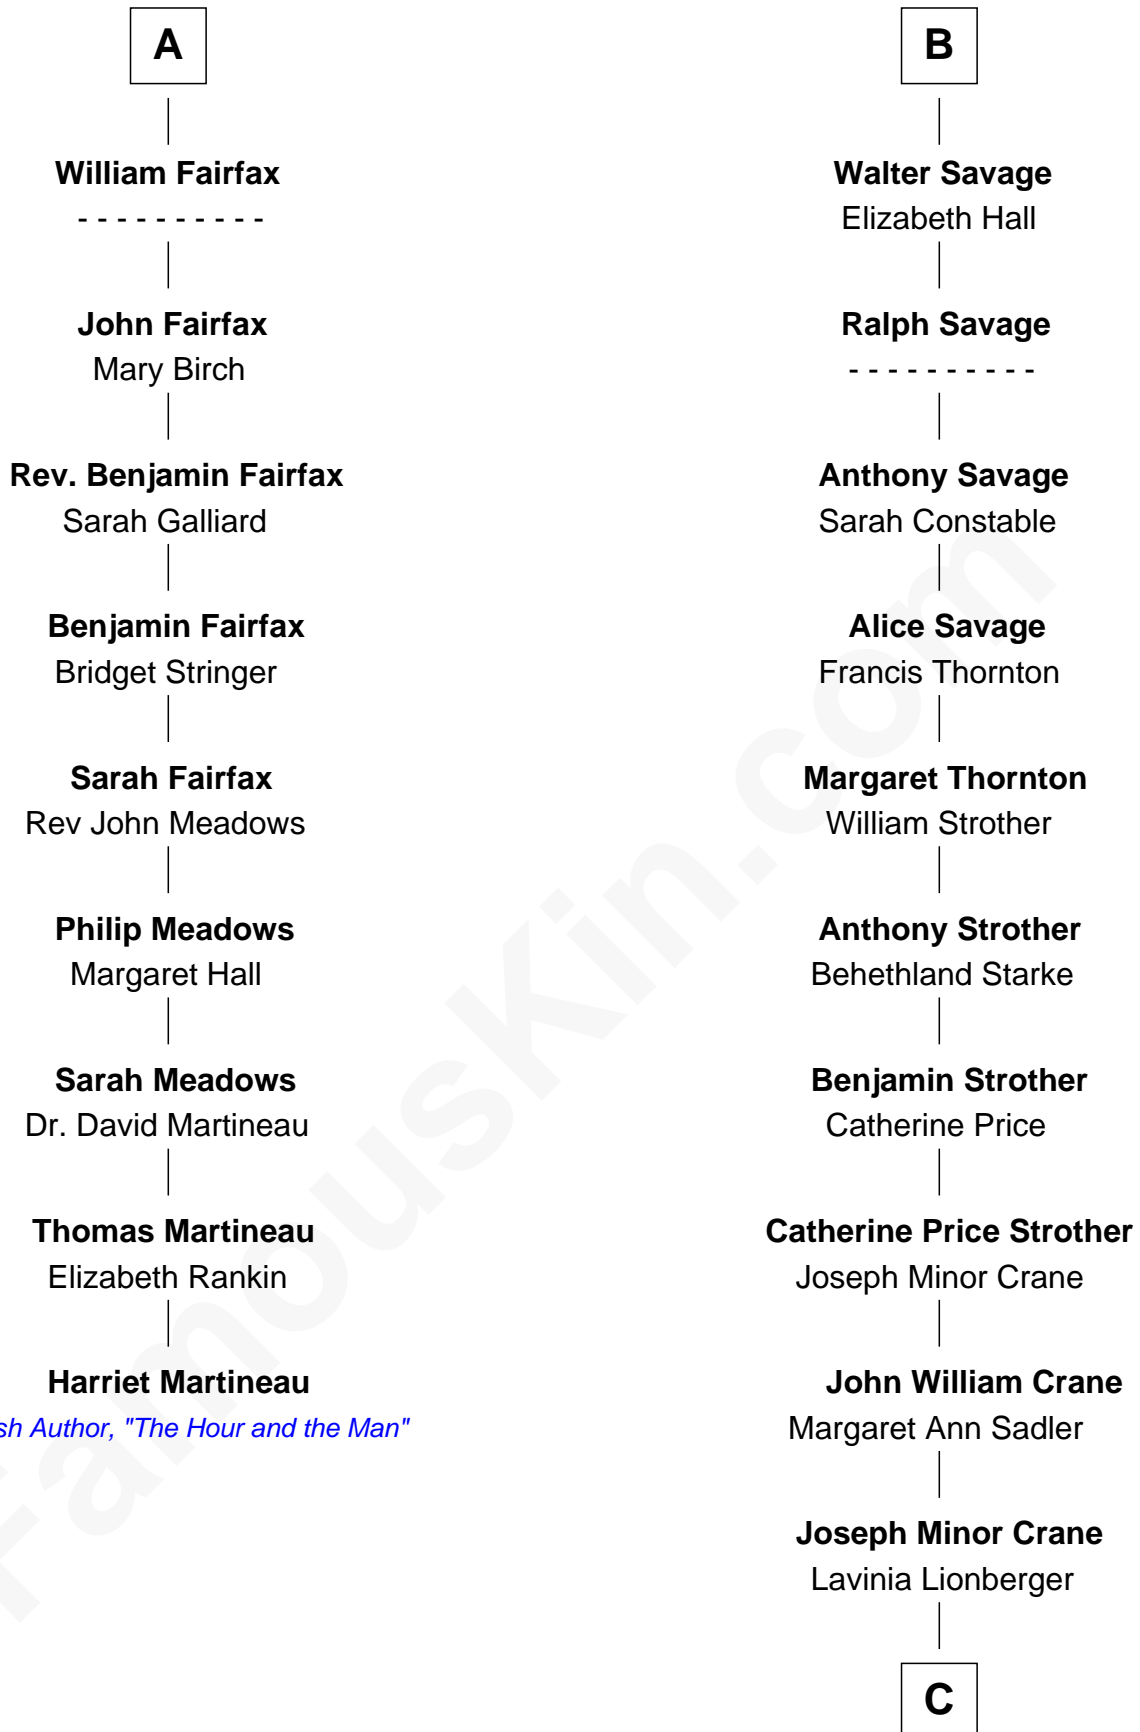 A
William Fairfax
- - - - - - - - - -
John Fairfax
Mary Birch
Rev. Benjamin Fairfax
Sarah Galliard
Benjamin Fairfax
Bridget Stringer
Sarah Fairfax
Rev John Meadows
Philip Meadows
Margaret Hall
Sarah Meadows
Dr. David Martineau
Thomas Martineau
Elizabeth Rankin
Harriet Martineau
sh Author, "The Hour and the Man"
B
Walter Savage
Elizabeth Hall
Ralph Savage
- - - - - - - - - -
Anthony Savage
Sarah Constable
Alice Savage
Francis Thornton
Margaret Thornton
William Strother
Anthony Strother
Behethland Starke
Benjamin Strother
Catherine Price
Catherine Price Strother
Joseph Minor Crane
John William Crane
Margaret Ann Sadler
Joseph Minor Crane
Lavinia Lionberger
C
FamousKin.com